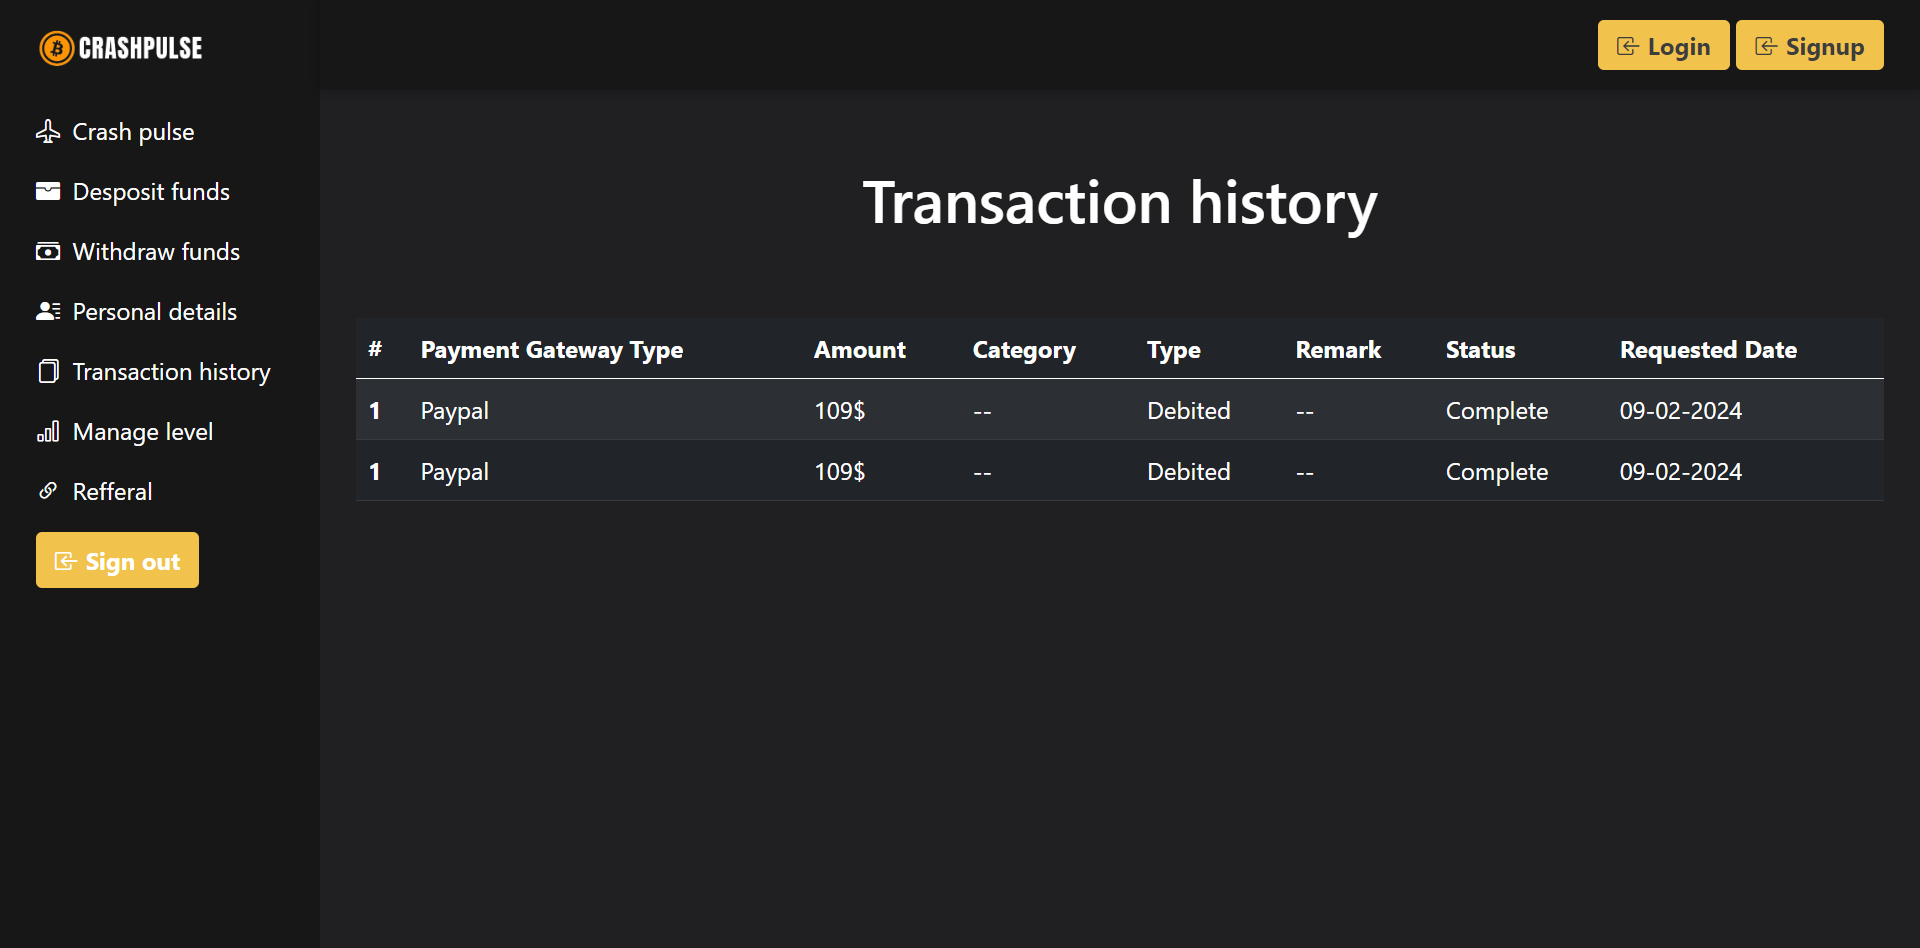 CRASHPULSE
Login
Signup
Crash pulse
Desposit funds
Withdraw funds
Personal details
Transaction history
Manage level
Refferal
Sign out
Transaction history
# Payment Gateway Type Amount Category Type Remark Status Requested Date
1 Paypal 109$ -- Debited -- Complete 09-02-2024
1 Paypal 109$ -- Debited -- Complete 09-02-2024